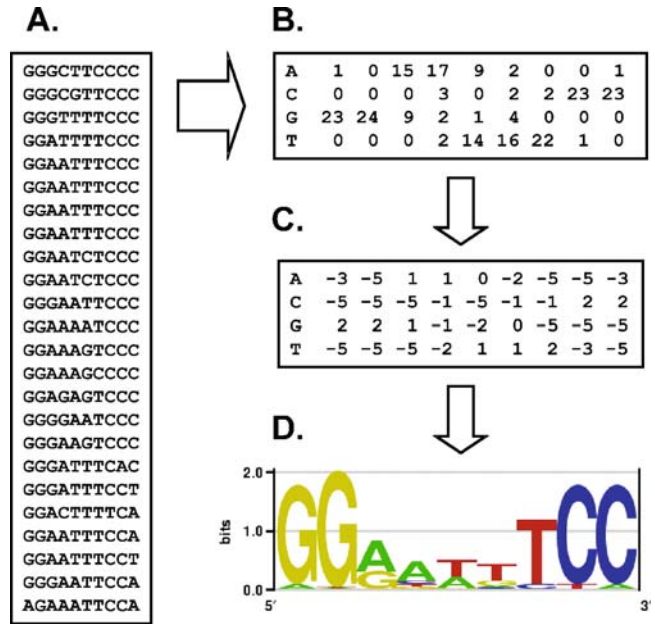 A.
GGGCTTCCCC
GGGCGTTCCC
GGGTTTTCCC
GGATTTTCCC
GGAATTTCCC
GGAATTTCCC
GGAATTTCCC
GGAATTTCCC
GGAATCTCCC
GGAATCTCCC
GGGAATTCCC
GGAAAATCCC
GGAAAGTCCC
GGAAAGCCCC
GGAGAGTCCC
GGGGAATCCC
GGGAAGTCCC
GGGATTTCAC
GGGATTTCCT
GGACTTTTCA
GGAATTTCCA
GGAATTTCCT
GGGAATTCCA
AGAAATTCCA
B.
A 1 0 15 17 9 2 0 0 1
C 0 0 0 3 0 2 2 23 23
G 23 24 9 2 1 4 0 0 0
T 0 0 0 2 14 16 22 1 0
C.
A -3 -5 1 1 0 -2 -5 -5 -3
C -5 -5 -5 -1 -5 -1 -1 2 2
G 2 2 1 -1 -2 0 -5 -5 -5
T -5 -5 -5 -2 1 1 2 -3 -5
D.
2.0
bits
1.0
0.0
GGAATTTCC
5′ 3′